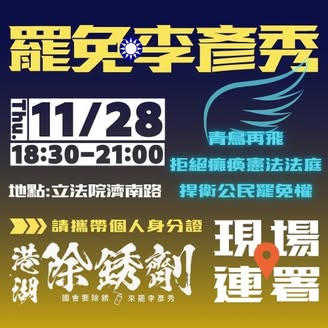 罷免李彥秀
Thu.
11/28
18:30-21:00
青鳥再飛
拒絕癱瘓憲法法庭
地點:立法院濟南路
捍衛公民罷免權
請攜帶個人身分證
港湖
除銹劑
國會要除銹 來罷李彥秀
現場
連署